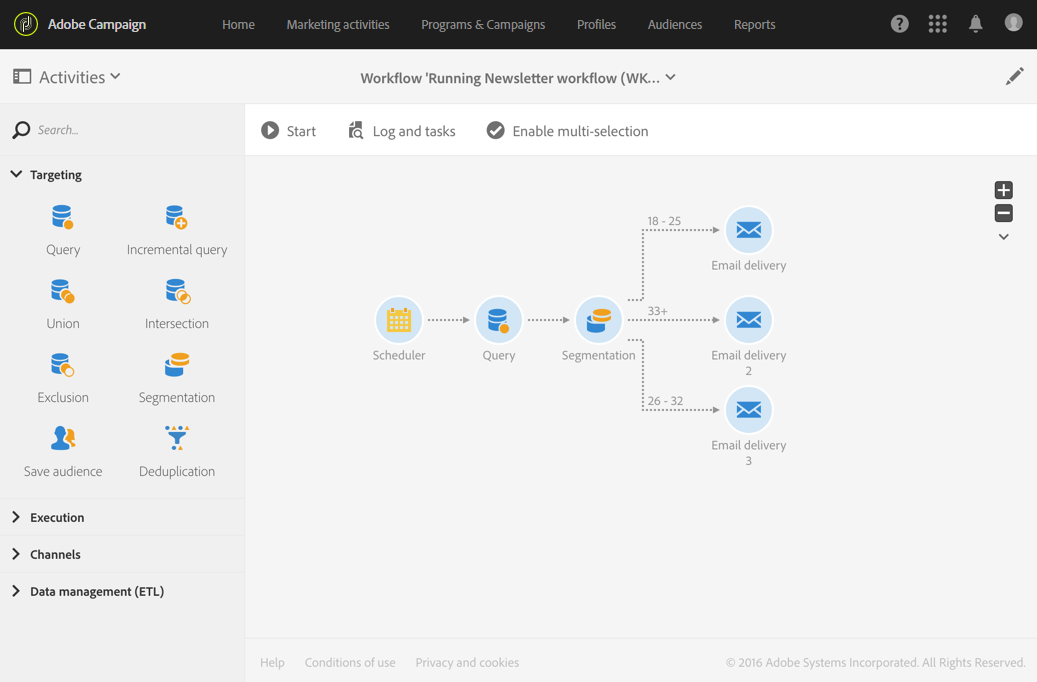 Adobe Campaign
Home
Marketing activities
Programs & Campaigns
Profiles
Audiences
Reports
?
Activities
Workflow 'Running Newsletter workflow (WK...
Search...
Start
Log and tasks
Enable multi-selection
Targeting
Query
Incremental query
Union
Intersection
Exclusion
Segmentation
Save audience
Deduplication
Execution
Channels
Data management (ETL)
Scheduler
Query
Segmentation
18 - 25
Email delivery
33+
Email delivery
2
26 - 32
Email delivery
3
Help
Conditions of use
Privacy and cookies
© 2016 Adobe Systems Incorporated. All Rights Reserved.